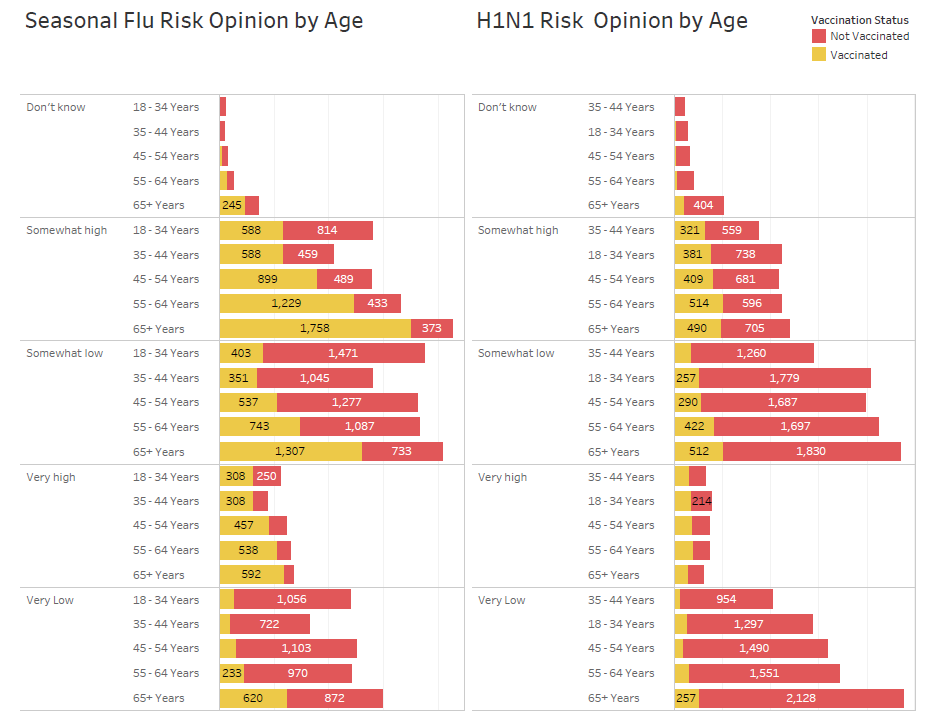 Seasonal Flu Risk Opinion by Age
H1N1 Risk Opinion by Age
Vaccination Status
Not Vaccinated
Vaccinated
Don't know 18 - 34 Years
35 - 44 Years
45 - 54 Years
55 - 64 Years
65+ Years 245
Somewhat high 18 - 34 Years 588 814
35 - 44 Years 588 459
45 - 54 Years 899 489
55 - 64 Years 1,229 433
65+ Years 1,758 373
Somewhat low 18 - 34 Years 403 1,471
35 - 44 Years 351 1,045
45 - 54 Years 537 1,277
55 - 64 Years 743 1,087
65+ Years 1,307 733
Very high 18 - 34 Years 308 250
35 - 44 Years 308
45 - 54 Years 457
55 - 64 Years 538
65+ Years 592
Very Low 18 - 34 Years 1,056
35 - 44 Years 722
45 - 54 Years 1,103
55 - 64 Years 233 970
65+ Years 620 872
Don't know 35 - 44 Years
18 - 34 Years
45 - 54 Years
55 - 64 Years
65+ Years 404
Somewhat high 35 - 44 Years 321 559
18 - 34 Years 381 738
45 - 54 Years 409 681
55 - 64 Years 514 596
65+ Years 490 705
Somewhat low 35 - 44 Years 1,260
18 - 34 Years 257 1,779
45 - 54 Years 290 1,687
55 - 64 Years 422 1,697
65+ Years 512 1,830
Very high 35 - 44 Years
18 - 34 Years 214
45 - 54 Years
55 - 64 Years
65+ Years
Very Low 35 - 44 Years 954
18 - 34 Years 1,297
45 - 54 Years 1,490
55 - 64 Years 1,551
65+ Years 257 2,128